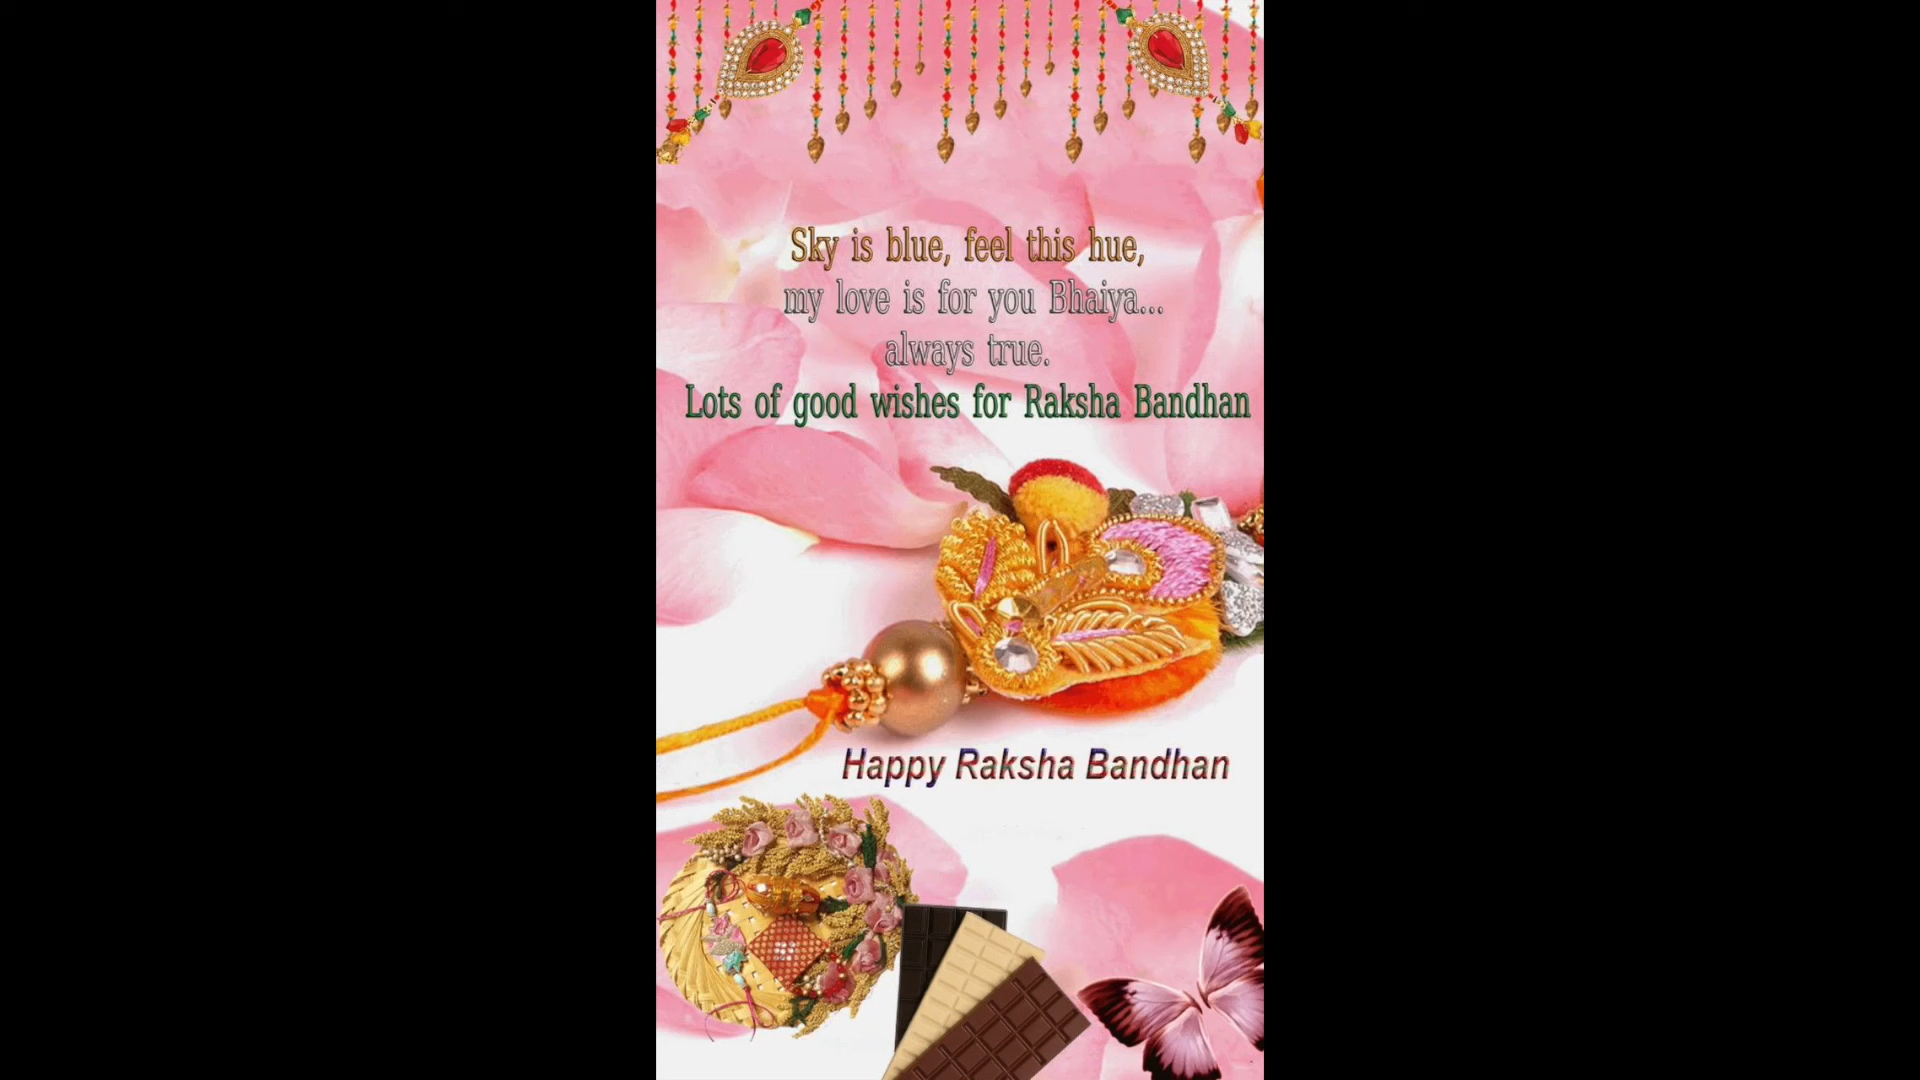 Sky is blue, feel this hue,
my love is for you Bhaiya...
always true.
Lots of good wishes for Raksha Bandhan
Happy Raksha Bandhan